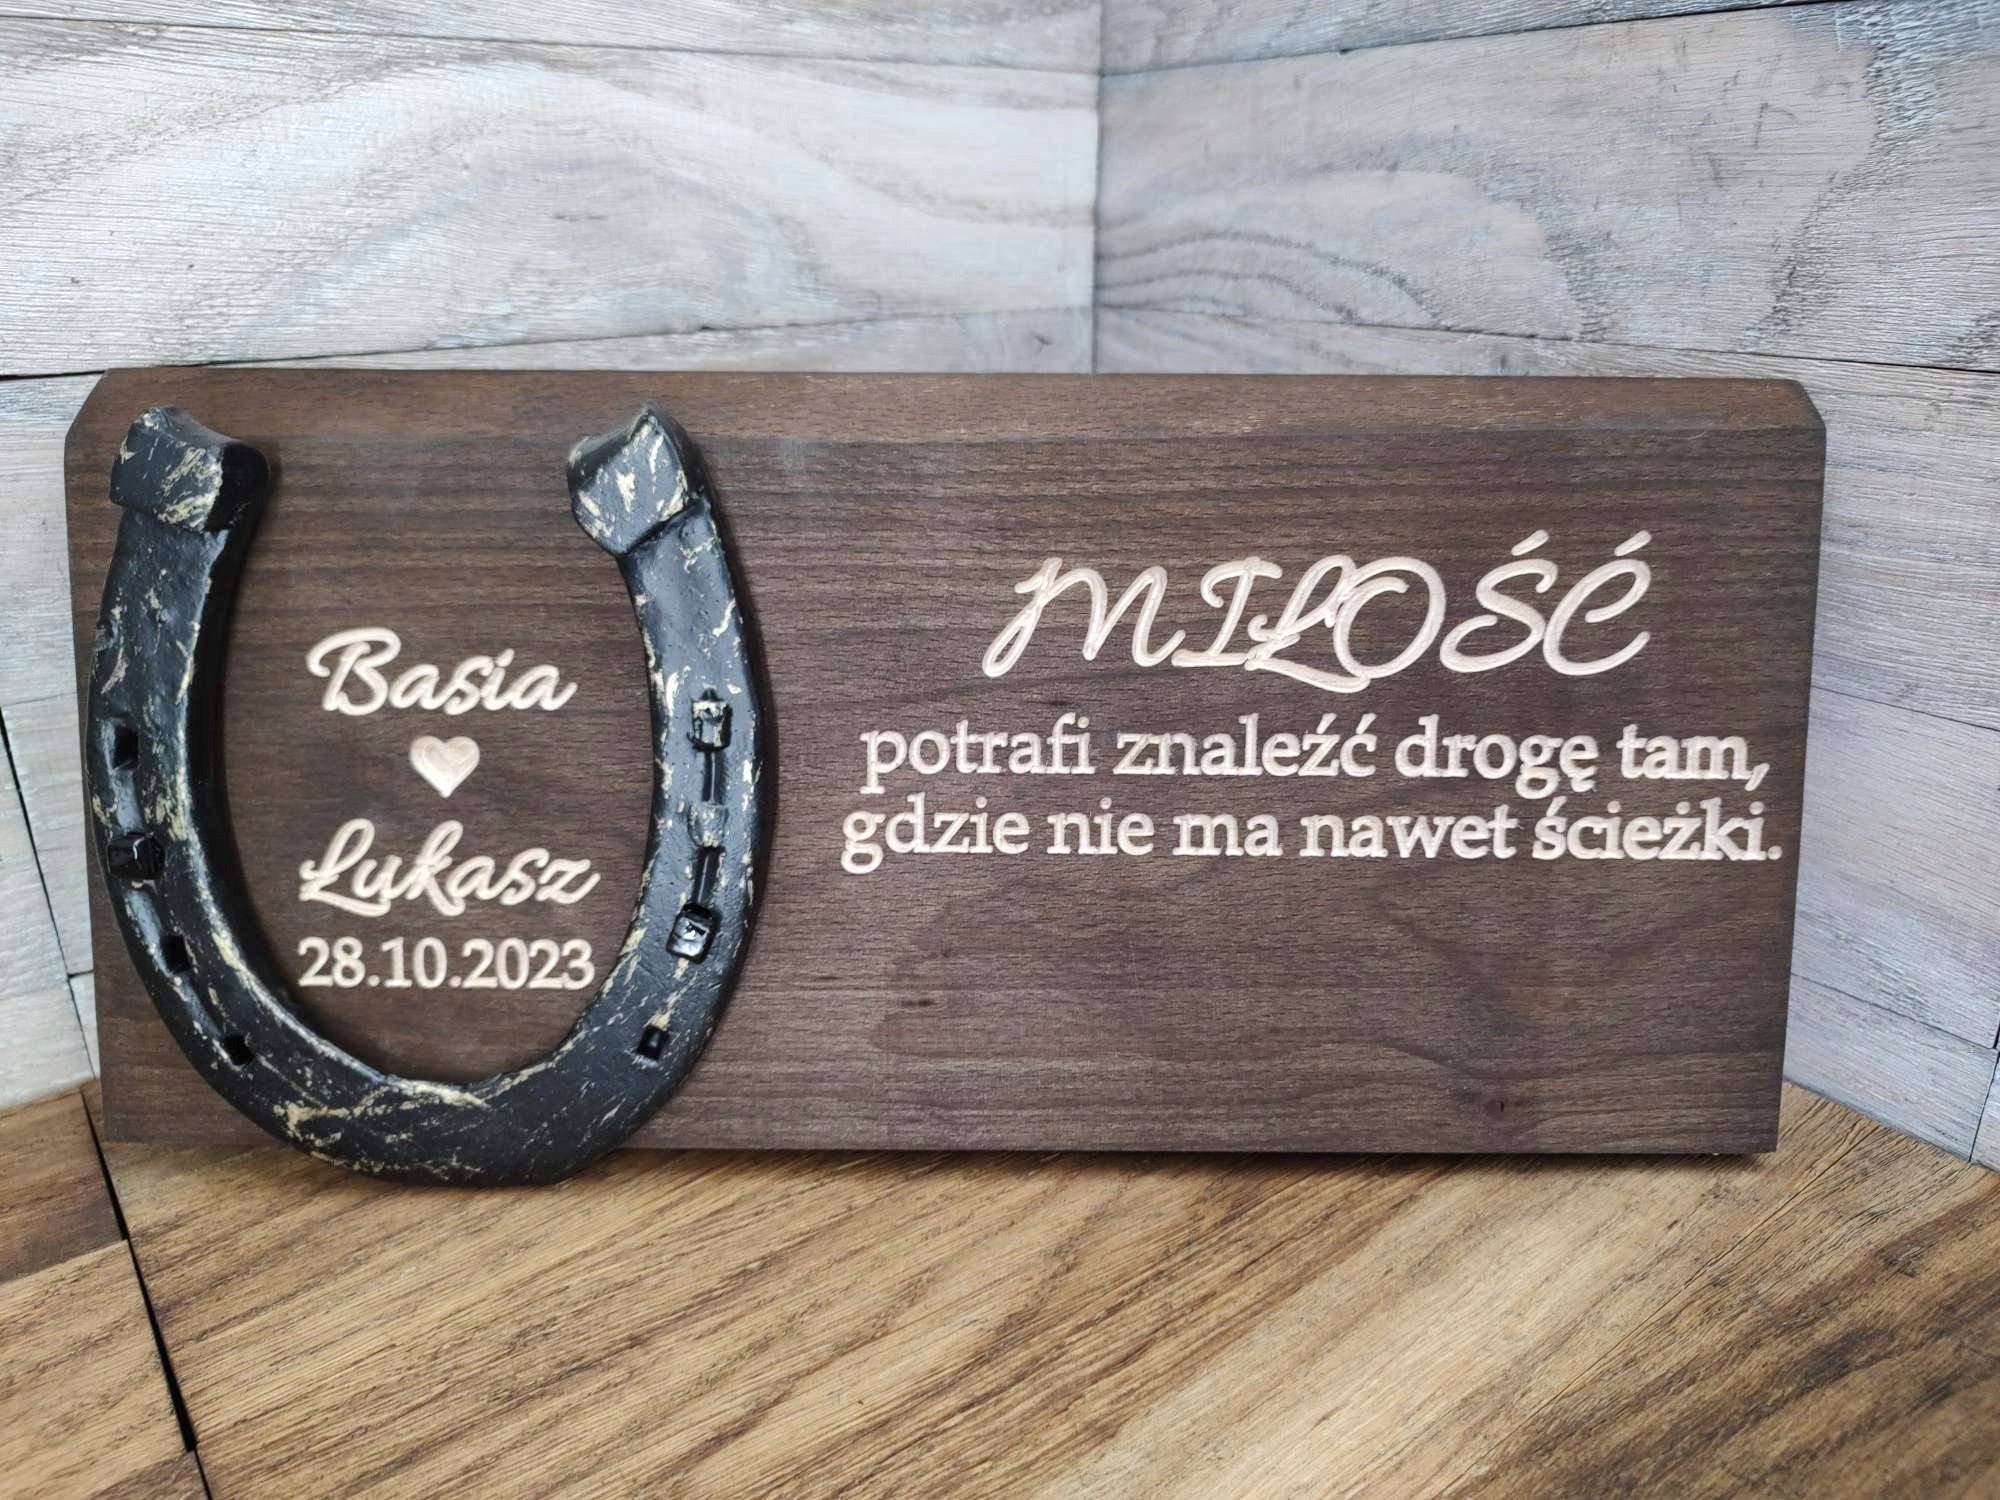 Basia
Łukasz
28.10.2023
MIŁOŚĆ
potrafi znaleźć drogę tam,
gdzie nie ma nawet ścieżki.